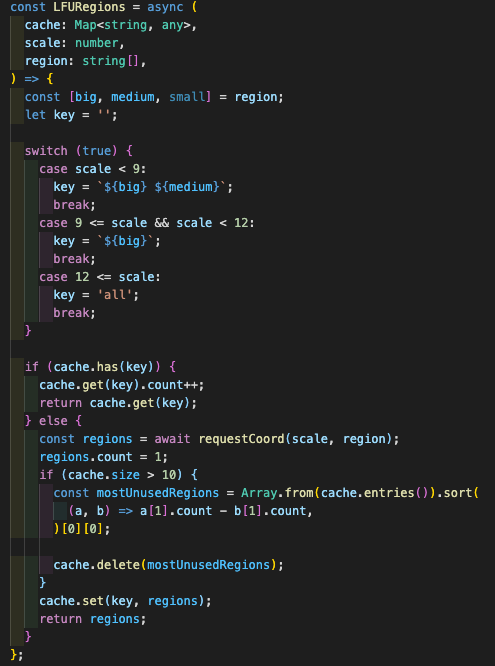 const LFURegions = async (
  cache: Map<string, any>,
  scale: number,
  region: string[],
) => {
  const [big, medium, small] = region;
  let key = '';

  switch (true) {
    case scale < 9:
      key = `${big} ${medium}`;
      break;
    case 9 <= scale && scale < 12:
      key = `${big}`;
      break;
    case 12 <= scale:
      key = 'all';
      break;
  }

  if (cache.has(key)) {
    cache.get(key).count++;
    return cache.get(key);
  } else {
    const regions = await requestCoord(scale, region);
    regions.count = 1;
    if (cache.size > 10) {
      const mostUnusedRegions = Array.from(cache.entries()).sort(
        (a, b) => a[1].count - b[1].count,
      )[0][0];

      cache.delete(mostUnusedRegions);
    }
    cache.set(key, regions);
    return regions;
  }
};